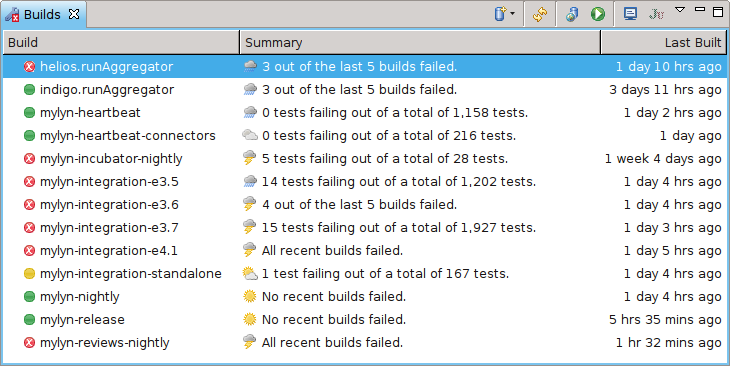 Builds
Build Summary Last Built
helios.runAggregator 3 out of the last 5 builds failed. 1 day 10 hrs ago
indigo.runAggregator 3 out of the last 5 builds failed. 3 days 11 hrs ago
mylyn-heartbeat 0 tests failing out of a total of 1,158 tests. 1 day 2 hrs ago
mylyn-heartbeat-connectors 0 tests failing out of a total of 216 tests. 1 day ago
mylyn-incubator-nightly 5 tests failing out of a total of 28 tests. 1 week 4 days ago
mylyn-integration-e3.5 14 tests failing out of a total of 1,202 tests. 1 day 4 hrs ago
mylyn-integration-e3.6 4 out of the last 5 builds failed. 1 day 4 hrs ago
mylyn-integration-e3.7 15 tests failing out of a total of 1,927 tests. 1 day 3 hrs ago
mylyn-integration-e4.1 All recent builds failed. 1 day 5 hrs ago
mylyn-integration-standalone 1 test failing out of a total of 167 tests. 1 day 4 hrs ago
mylyn-nightly No recent builds failed. 1 day 4 hrs ago
mylyn-release No recent builds failed. 5 hrs 35 mins ago
mylyn-reviews-nightly All recent builds failed. 1 hr 32 mins ago